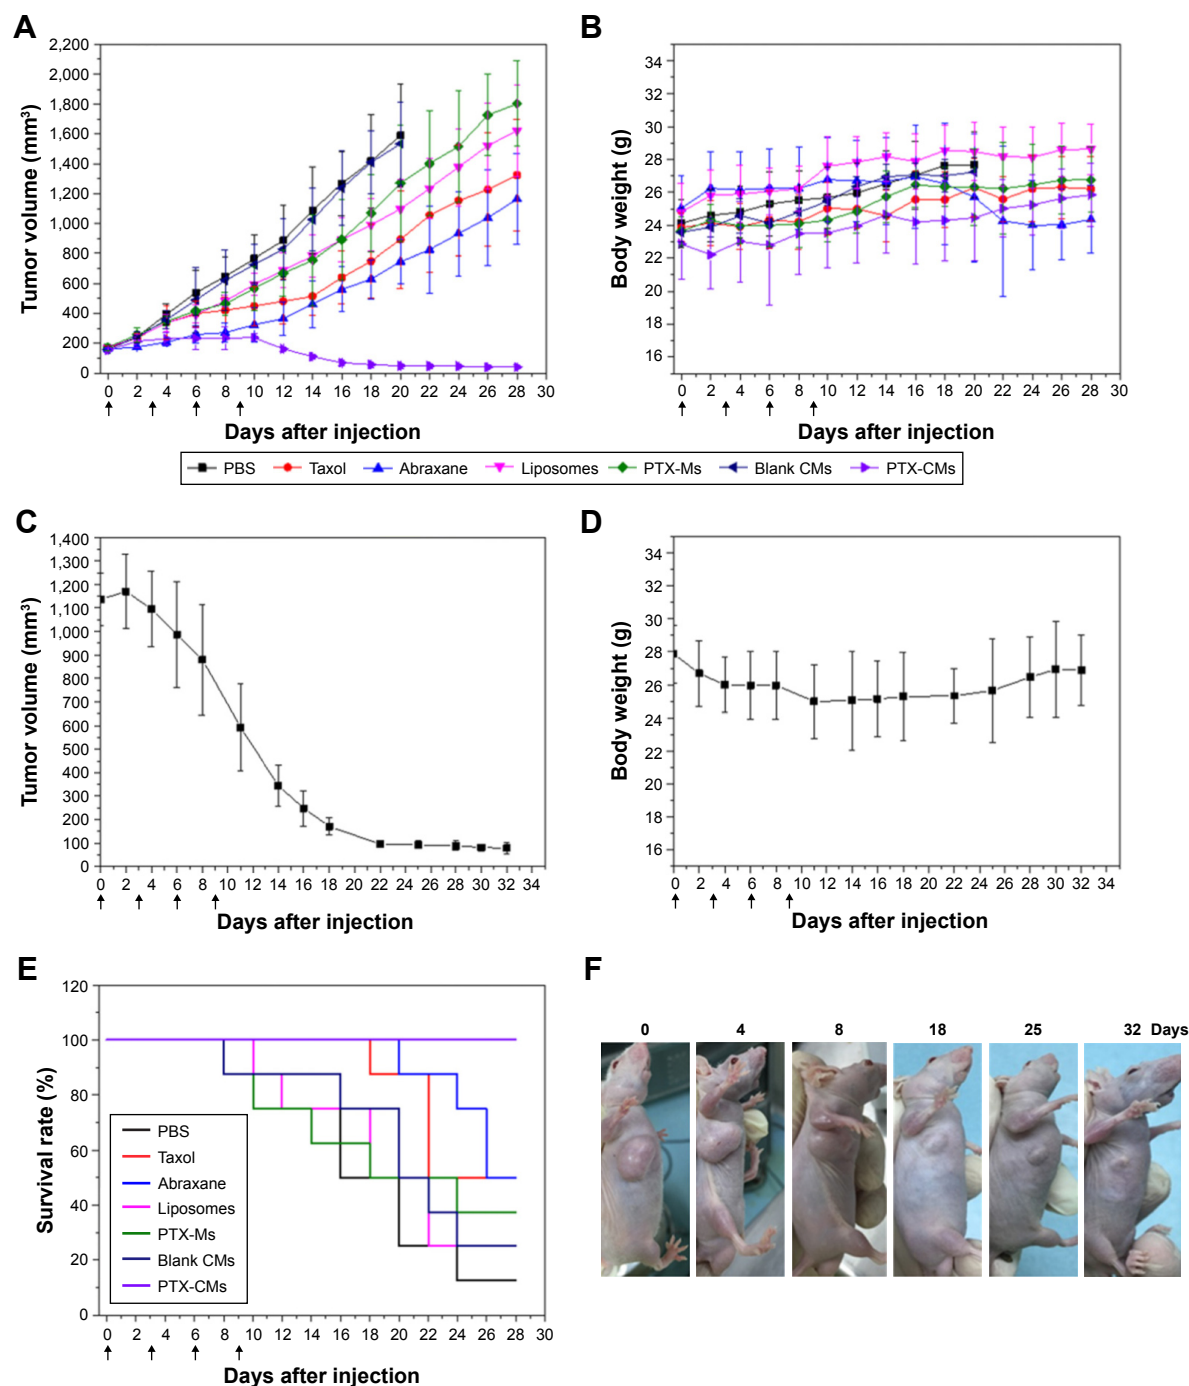 A
B
2,200
2,000
1,800
1,600
1,400
1,200
1,000
800
600
400
200
0
Tumor volume (mm³)
0 2 4 6 8 10 12 14 16 18 20 22 24 26 28 30
Days after injection
34
32
30
28
26
24
22
20
18
16
Body weight (g)
0 2 4 6 8 10 12 14 16 18 20 22 24 26 28 30
Days after injection
PBS Taxol Abraxane Liposomes PTX-Ms Blank CMs PTX-CMs
C
D
1,400
1,300
1,200
1,100
1,000
900
800
700
600
500
400
300
200
100
0
Tumor volume (mm³)
0 2 4 6 8 10 12 14 16 18 20 22 24 26 28 30 32 34
Days after injection
34
32
30
28
26
24
22
20
18
16
Body weight (g)
0 2 4 6 8 10 12 14 16 18 20 22 24 26 28 30 32 34
Days after injection
E
F
120
100
80
60
40
20
0
Survival rate (%)
PBS
Taxol
Abraxane
Liposomes
PTX-Ms
Blank CMs
PTX-CMs
0 2 4 6 8 10 12 14 16 18 20 22 24 26 28 30
Days after injection
0 4 8 18 25 32 Days